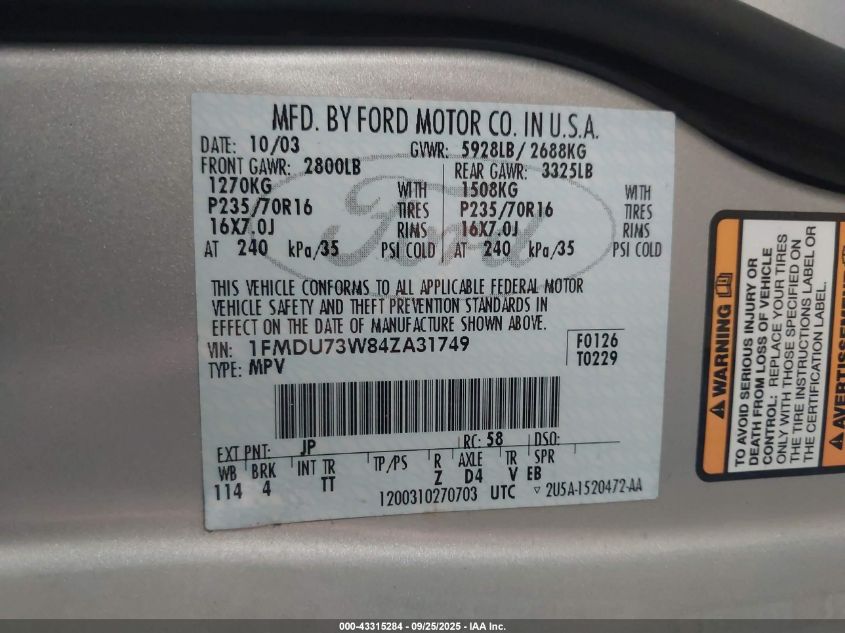 MFD. BY FORD MOTOR CO. IN U.S.A.
DATE: 10/03 GVWR: 5928LB/ 2688KG
FRONT GAWR: 2800LB REAR GAWR: 3325LB
1270KG WITH 1508KG WITH
P235/70R16 TIRES P235/70R16 TIRES
16X7.0J RIMS 16X7.0J RIMS
AT 240 kPa/35 PSI COLD AT 240 kPa/35 PSI COLD
Ford
THIS VEHICLE CONFORMS TO ALL APPLICABLE FEDERAL MOTOR
VEHICLE SAFETY AND THEFT PREVENTION STANDARDS IN
EFFECT ON THE DATE OF MANUFACTURE SHOWN ABOVE.
VIN: 1FMDU73W84ZA31749 F0126
TYPE: MPV T0229
EXT PNT: JP RC: 58 DSO:
WB BRK INT TR TP/PS R AXLE TR SPR
114 4 TT Z D4 V EB
1200310270703 UTC ▽ 2U5A-1520472-AA
WARNING
TO AVOID SERIOUS INJURY OR
DEATH FROM LOSS OF VEHICLE
CONTROL: REPLACE YOUR TIRES
ONLY WITH THOSE SPECIFIED ON
THE TIRE INSTRUCTIONS LABEL OR
THE CERTIFICATION LABEL.
AVERTISSEMENT
000-43315284 - 09/25/2025 - IAA Inc.